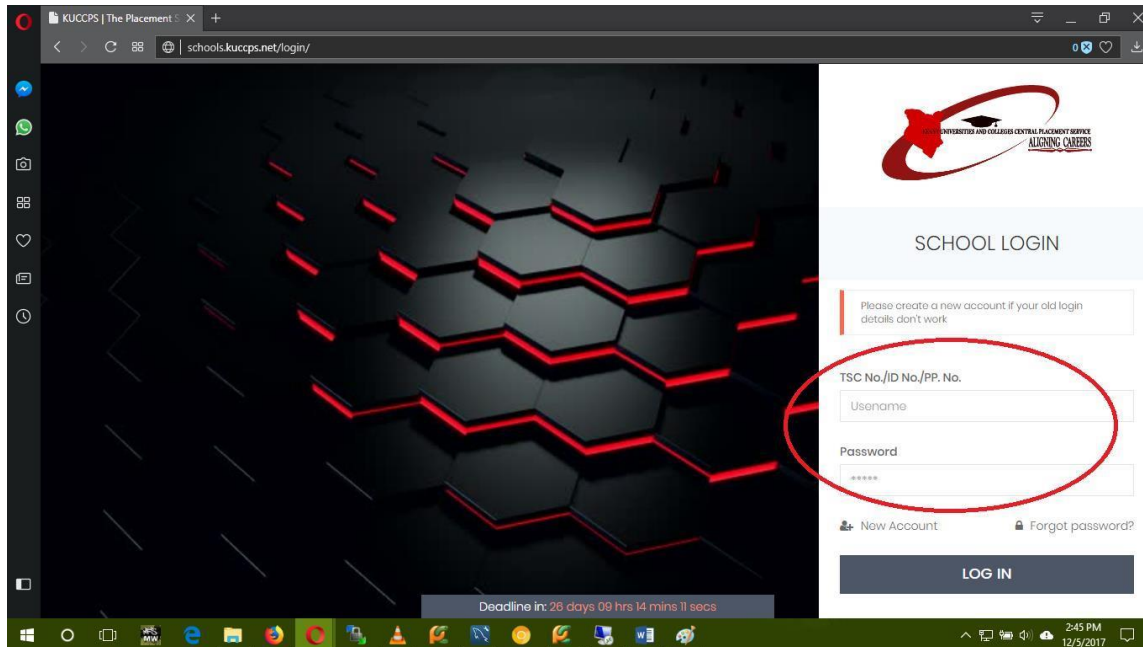 KUCCPS | The Placement S
schools.kuccps.net/login/
0
UNIVERSITIES AND COLLEGES CENTRAL PLACEMENT SERVICE
ALIGNING CAREERS
SCHOOL LOGIN
Please create a new account if your old login
details don't work
TSC No./ID No./PP. No.
Usename
Password
*****
New Account
Forgot password?
LOG IN
Deadline in: 26 days 09 hrs 14 mins 11 secs
2:45 PM
12/5/2017